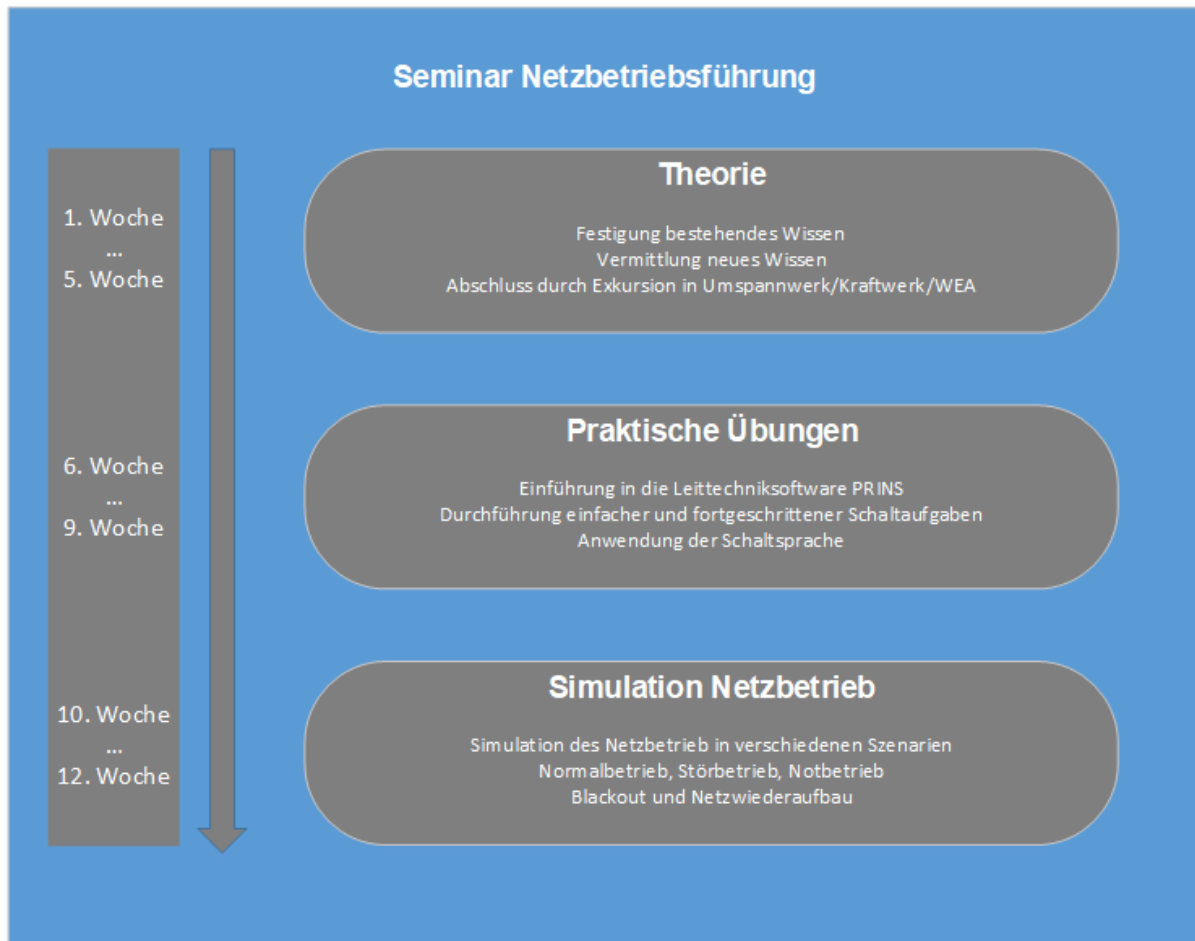 Seminar Netzbetriebsführung
1. Woche
...
5. Woche
Theorie
Festigung bestehendes Wissen
Vermittlung neues Wissen
Abschluss durch Exkursion in Umspannwerk/Kraftwerk/WEA
6. Woche
...
9. Woche
Praktische Übungen
Einführung in die Leittechniksoftware PRINS
Durchführung einfacher und fortgeschrittener Schaltaufgaben
Anwendung der Schaltsprache
10. Woche
...
12. Woche
Simulation Netzbetrieb
Simulation des Netzbetrieb in verschiedenen Szenarien
Normalbetrieb, Störbetrieb, Notbetrieb
Blackout und Netzwiederaufbau